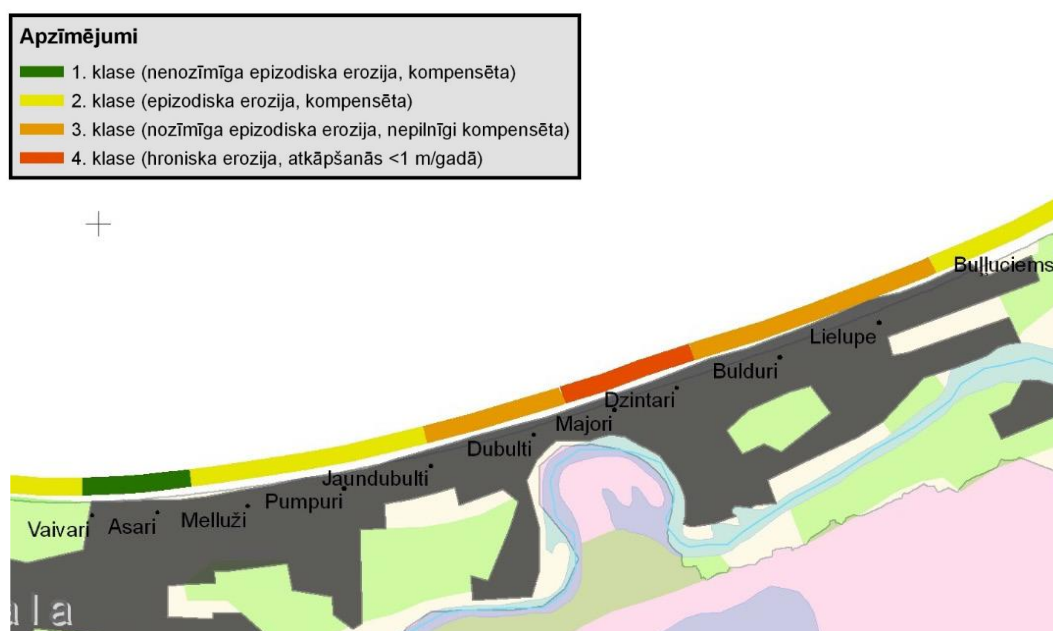 Apzīmējumi
1. klase (nenozīmīga epizodiska erozija, kompensēta)
2. klase (epizodiska erozija, kompensēta)
3. klase (nozīmīga epizodiska erozija, nepilnīgi kompensēta)
4. klase (hroniska erozija, atkāpšanās <1 m/gadā)
Buļļuciems
Lielupe
Bulduri
Dzintari
Majori
Dubulti
Jaundubulti
Pumpuri
Melluži
Asari
Vaivari
ala